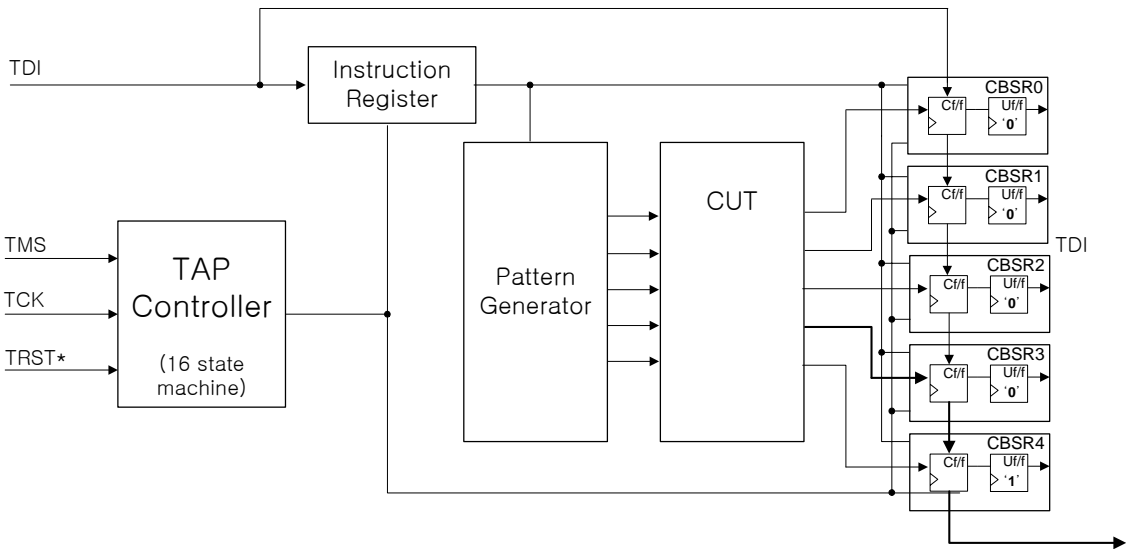 TDI
Instruction
Register
TMS
TCK
TRST*
TAP
Controller
(16 state
machine)
Pattern
Generator
CUT
CBSR0
Cf/f
Uf/f
'0'
CBSR1
Cf/f
Uf/f
'0'
TDI
CBSR2
Cf/f
Uf/f
'0'
CBSR3
Cf/f
Uf/f
'0'
CBSR4
Cf/f
Uf/f
'1'